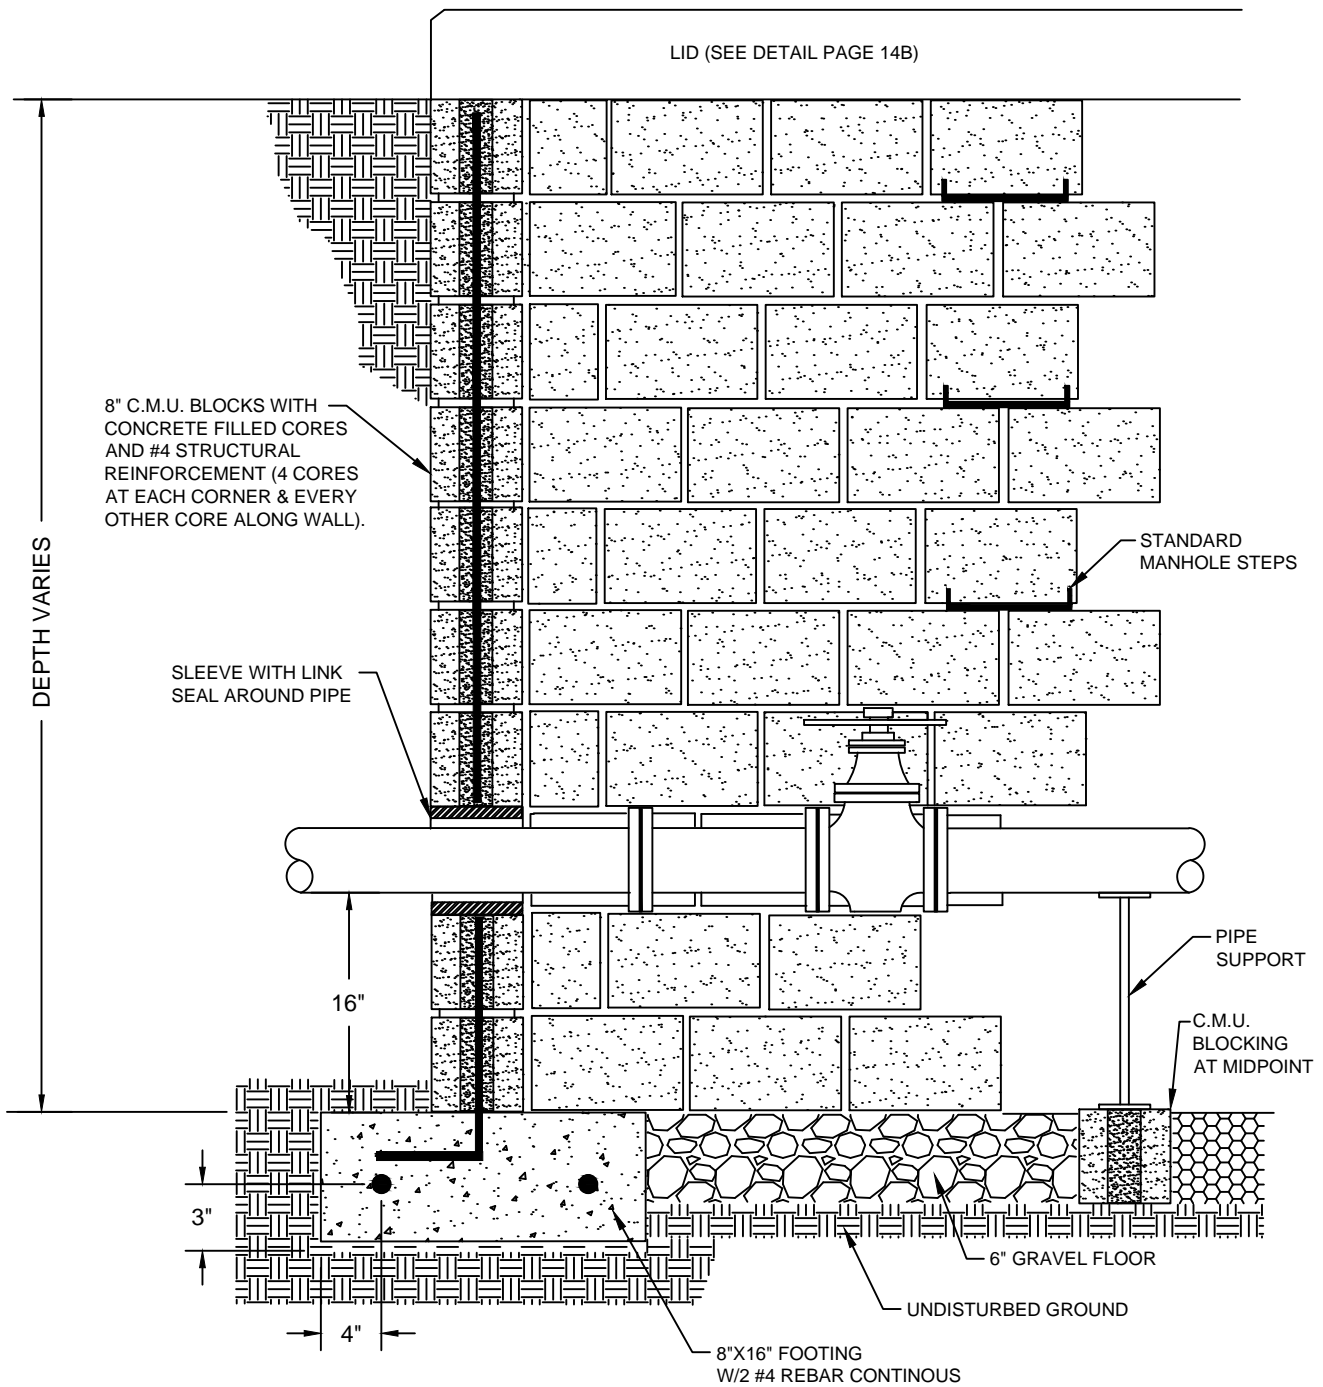 LID (SEE DETAIL PAGE 14B)
8" C.M.U. BLOCKS WITH
CONCRETE FILLED CORES
AND #4 STRUCTURAL
REINFORCEMENT (4 CORES
AT EACH CORNER & EVERY
OTHER CORE ALONG WALL).
DEPTH VARIES
STANDARD
MANHOLE STEPS
SLEEVE WITH LINK
SEAL AROUND PIPE
PIPE
SUPPORT
16"
C.M.U.
BLOCKING
AT MIDPOINT
3"
6" GRAVEL FLOOR
UNDISTURBED GROUND
4"
8"X16" FOOTING
W/2 #4 REBAR CONTINOUS